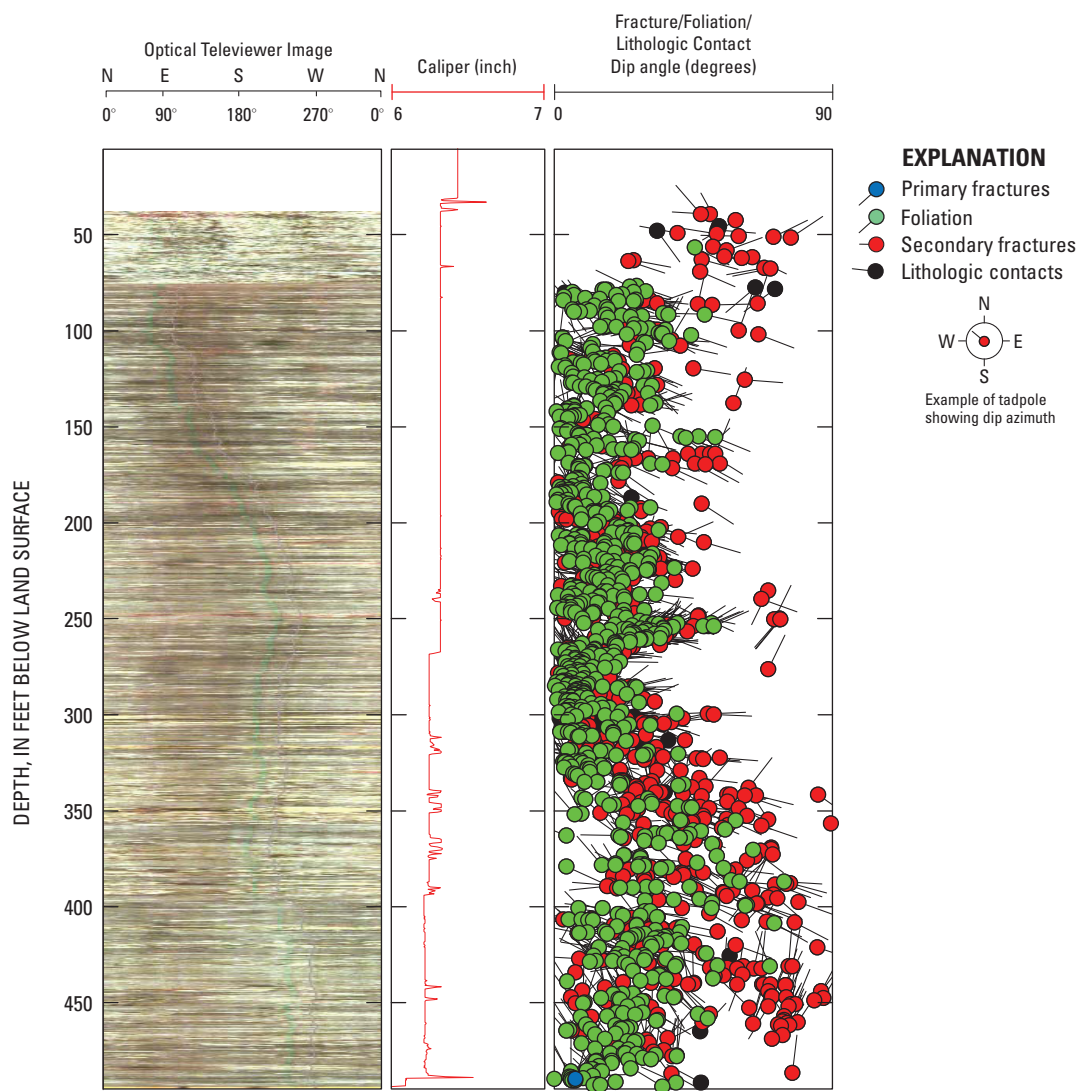 Optical Televiewer Image
N E S W N
0° 90° 180° 270° 0°
Caliper (inch)
6 7
Fracture/Foliation/
Lithologic Contact
Dip angle (degrees)
0 90
EXPLANATION
Primary fractures
Foliation
Secondary fractures
Lithologic contacts
N
W E
S
Example of tadpole
showing dip azimuth
DEPTH, IN FEET BELOW LAND SURFACE
50
100
150
200
250
300
350
400
450